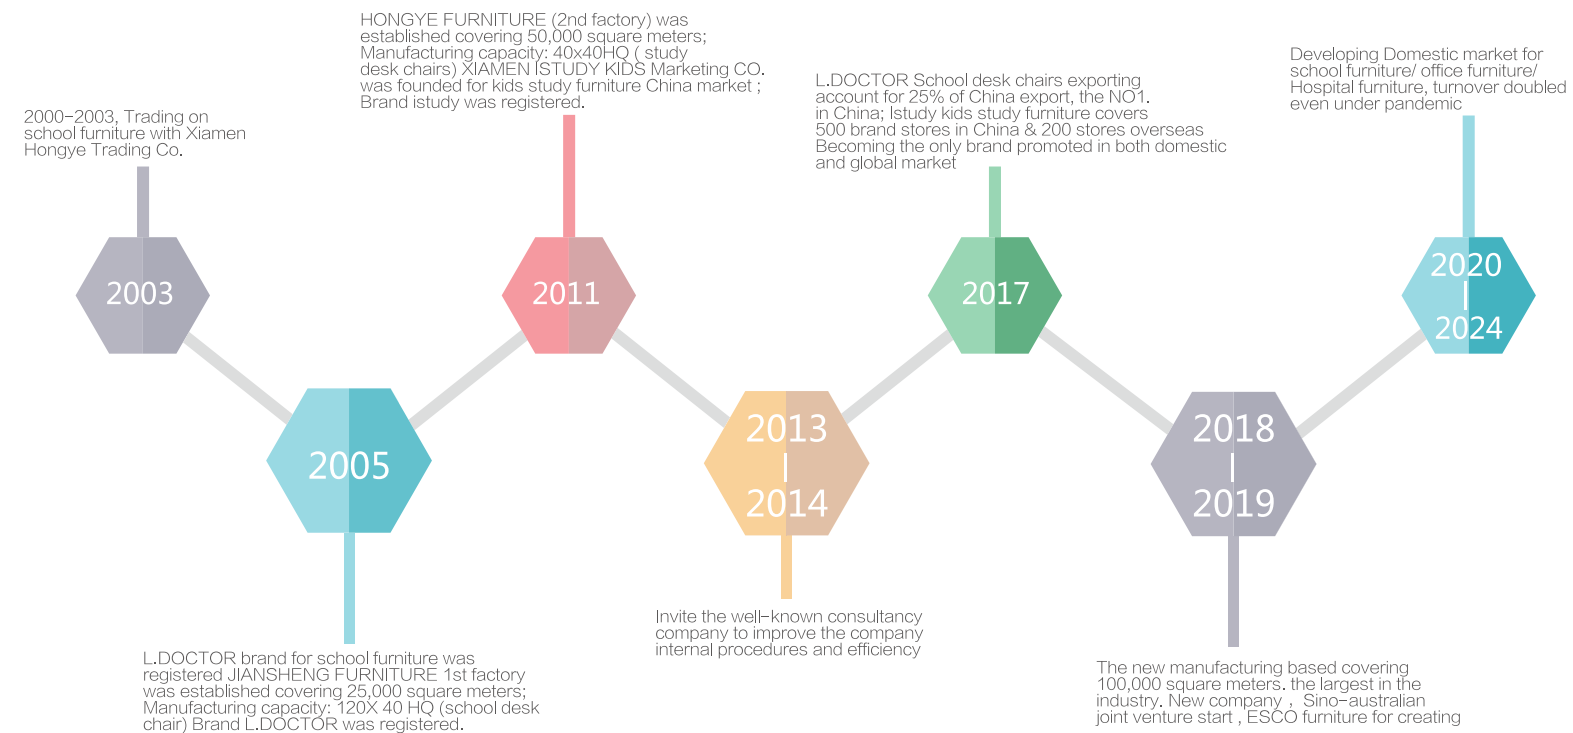 2000-2003, Trading on
school furniture with Xiamen
Hongye Trading Co.
2003
L.DOCTOR brand for school furniture was
registered JIANSHENG FURNITURE 1st factory
was established covering 25,000 square meters;
Manufacturing capacity: 120X 40 HQ (school desk
chair) Brand L.DOCTOR was registered.
2005
HONGYE FURNITURE (2nd factory) was
established covering 50,000 square meters;
Manufacturing capacity: 40x40HQ ( study
desk chairs) XIAMEN ISTUDY KIDS Marketing CO.
was founded for kids study furniture China market ;
Brand istudy was registered.
2011
2013
2014
Invite the well-known consultancy
company to improve the company
internal procedures and efficiency
L.DOCTOR School desk chairs exporting
account for 25% of China export, the NO1.
in China; Istudy kids study furniture covers
500 brand stores in China & 200 stores overseas
Becoming the only brand promoted in both domestic
and global market
2017
2018
2019
The new manufacturing based covering
100,000 square meters. the largest in the
industry. New company , Sino-australian
joint venture start , ESCO furniture for creating
Developing Domestic market for
school furniture/ office furniture/
Hospital furniture, turnover doubled
even under pandemic
2020
2024